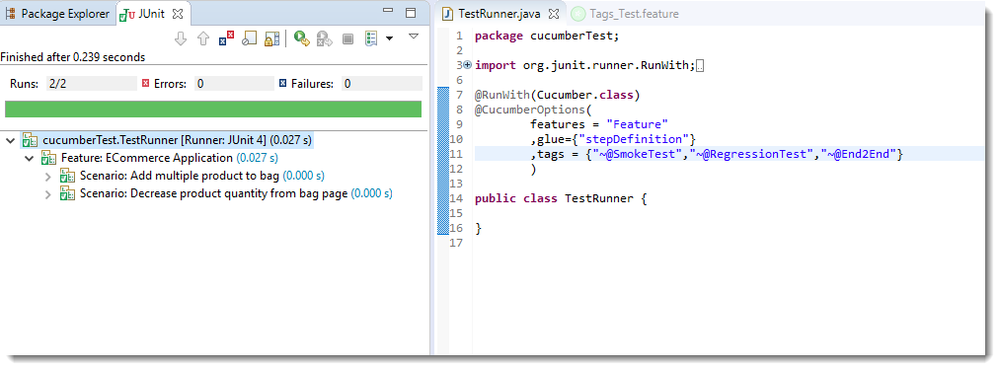 Package Explorer JUnit
Finished after 0.239 seconds
Runs: 2/2 Errors: 0 Failures: 0
cucumberTest.TestRunner [Runner: JUnit 4] (0.027 s)
Feature: ECommerce Application (0.027 s)
Scenario: Add multiple product to bag (0.000 s)
Scenario: Decrease product quantity from bag page (0.000 s)
TestRunner.java Tags_Test.feature
1 package cucumberTest;
2
3 import org.junit.runner.RunWith;
6
7 @RunWith(Cucumber.class)
8 @CucumberOptions(
9 features = "Feature"
10 ,glue={"stepDefinition"}
11 ,tags = {"~@SmokeTest","~@RegressionTest","~@End2End"}
12 )
13
14 public class TestRunner {
15
16 }
17